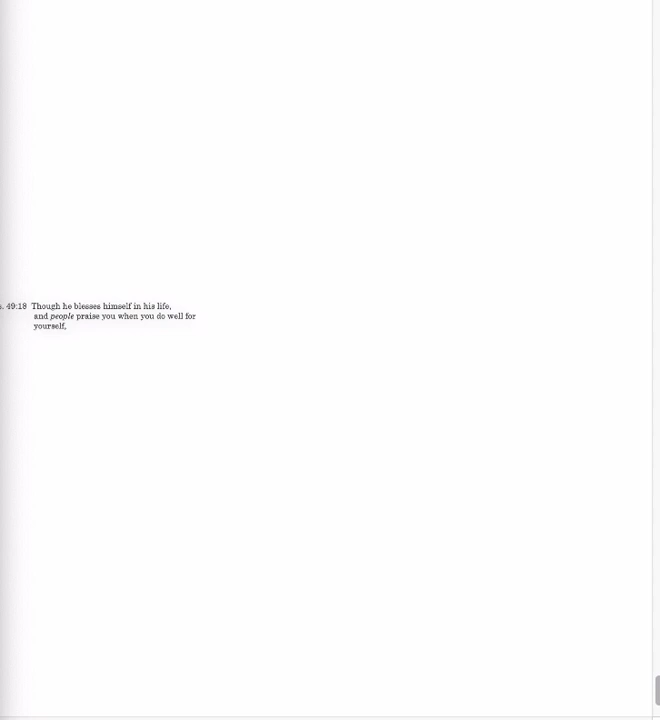 s. 49:18 Though he blesses himself in his life,
and people praise you when you do well for
yourself,